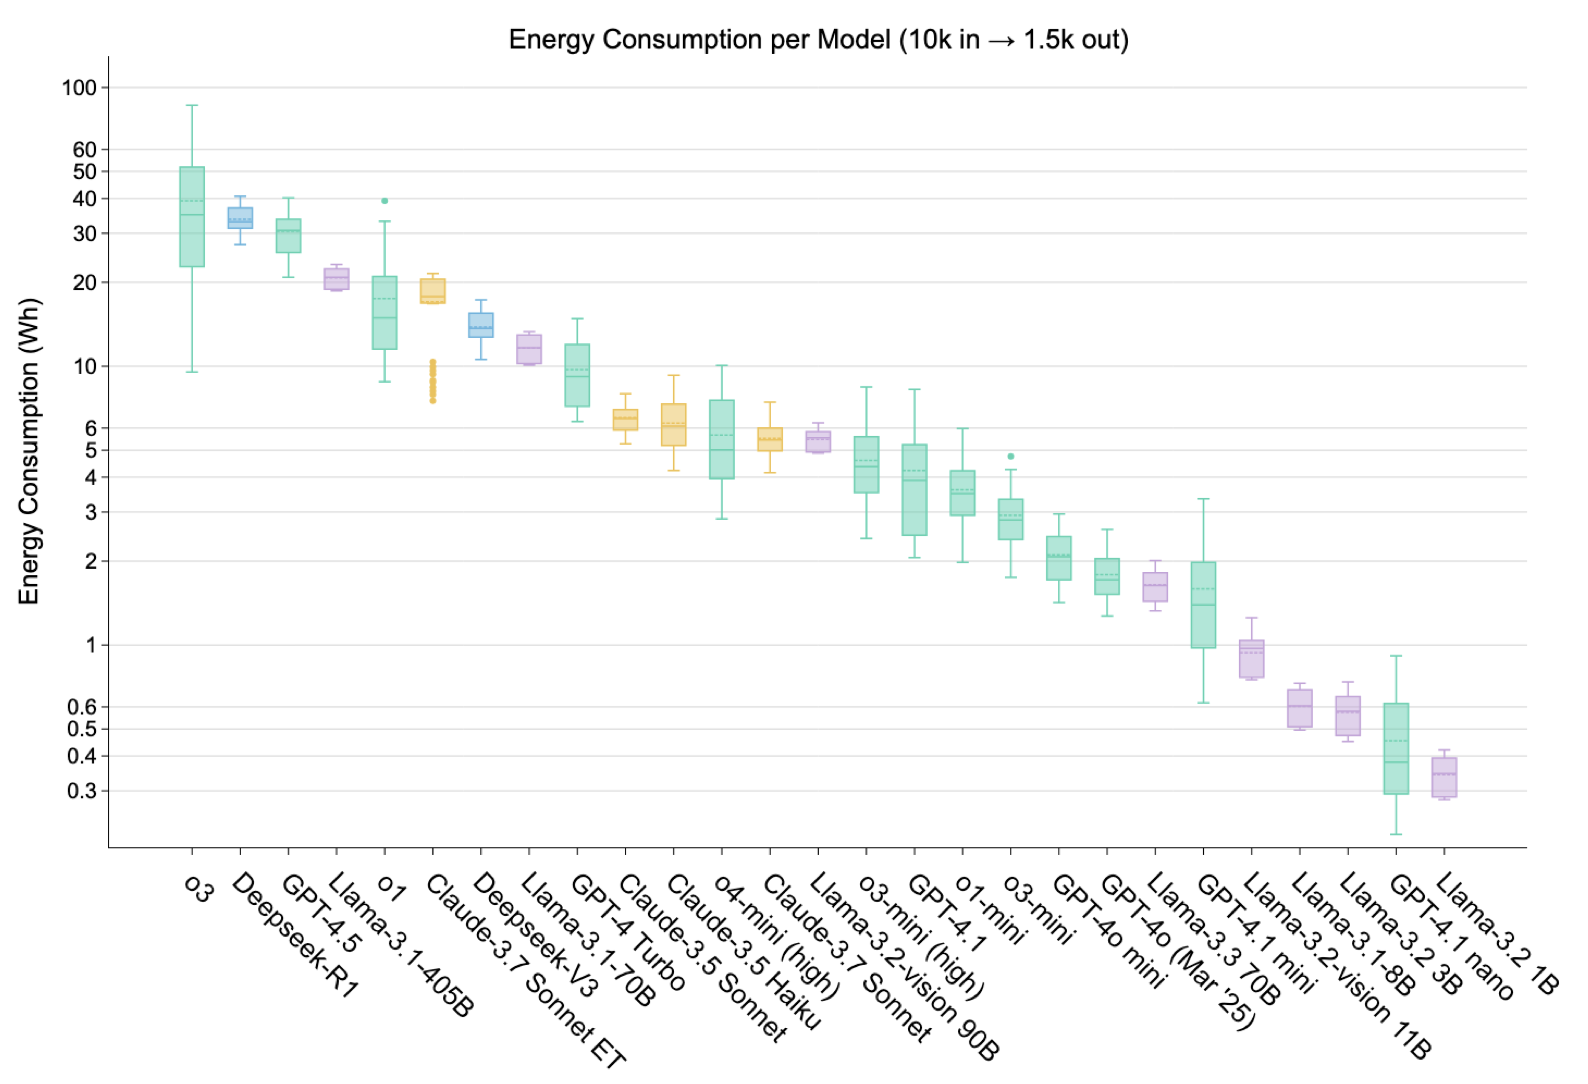 Energy Consumption per Model (10k in → 1.5k out)
Energy Consumption (Wh)
100
60
50
40
30
20
10
6
5
4
3
2
1
0.6
0.5
0.4
0.3
o3
Deepseek-R1
GPT-4.5
Llama-3.1-405B
o1
Claude-3.7 Sonnet ET
Deepseek-V3
Llama-3.1-70B
GPT-4 Turbo
Claude-3.5 Sonnet
Claude-3.5 Haiku
o4-mini (high)
Claude-3.7 Sonnet
Llama-3.2-vision 90B
o3-mini (high)
GPT-4.1
o1-mini
o3-mini
GPT-4o mini
GPT-4o (Mar '25)
Llama-3.3 70B
GPT-4.1 mini
Llama-3.2-vision 11B
Llama-3.1-8B
Llama-3.2 3B
GPT-4.1 nano
Llama-3.2 1B